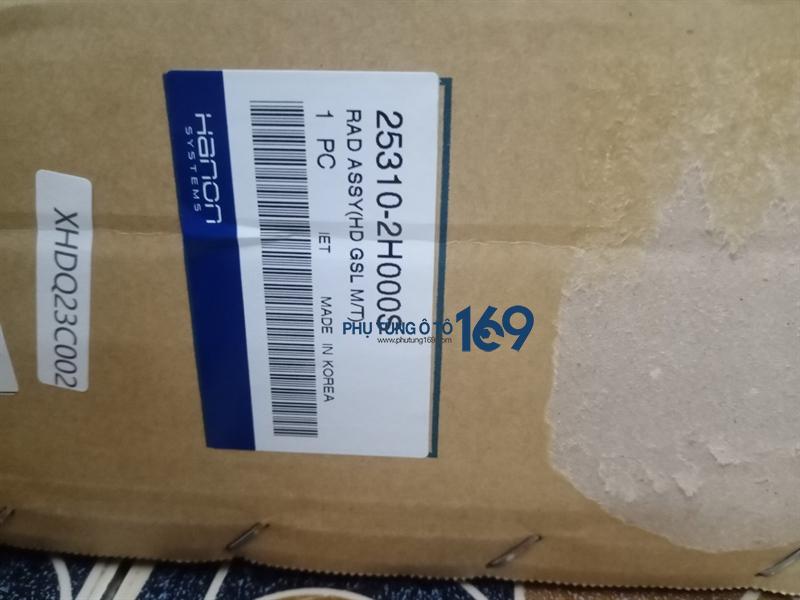 25310-2H000S
RAD ASSY(HD GSL M/T)
1 PC IET MADE IN KOREA
Hanon
SYSTEMS
XHDQ23C002
PHỤ TÙNG Ô TÔ 169
www.phutung169.com